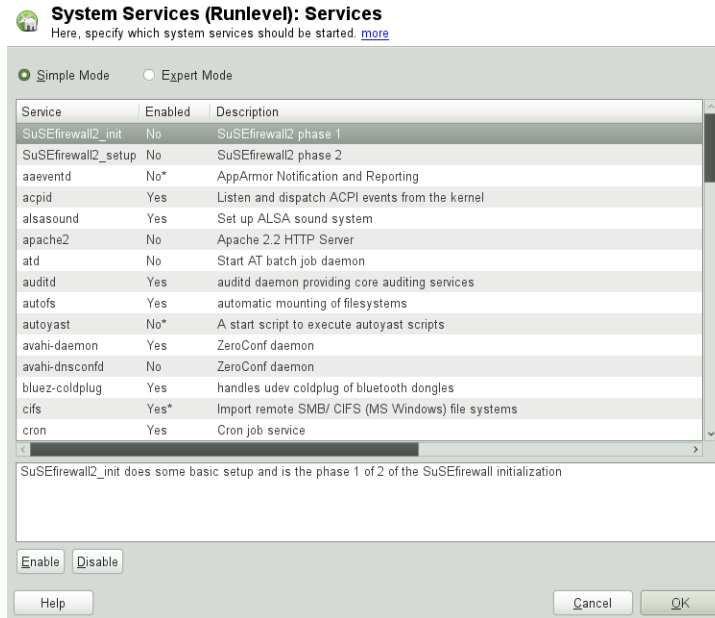 System Services (Runlevel): Services
Here, specify which system services should be started. more
Simple Mode Expert Mode
Service Enabled Description
SuSEfirewall2_init No SuSEfirewall2 phase 1
SuSEfirewall2_setup No SuSEfirewall2 phase 2
aaeventd No* AppArmor Notification and Reporting
acpid Yes Listen and dispatch ACPI events from the kernel
alsasound Yes Set up ALSA sound system
apache2 No Apache 2.2 HTTP Server
atd No Start AT batch job daemon
auditd Yes auditd daemon providing core auditing services
autofs Yes automatic mounting of filesystems
autoyast No* A start script to execute autoyast scripts
avahi-daemon Yes ZeroConf daemon
avahi-dnsconfd No ZeroConf daemon
bluez-coldplug Yes handles udev coldplug of bluetooth dongles
cifs Yes* Import remote SMB/ CIFS (MS Windows) file systems
cron Yes Cron job service
SuSEfirewall2_init does some basic setup and is the phase 1 of 2 of the SuSEfirewall initialization
Enable Disable
Help Cancel OK